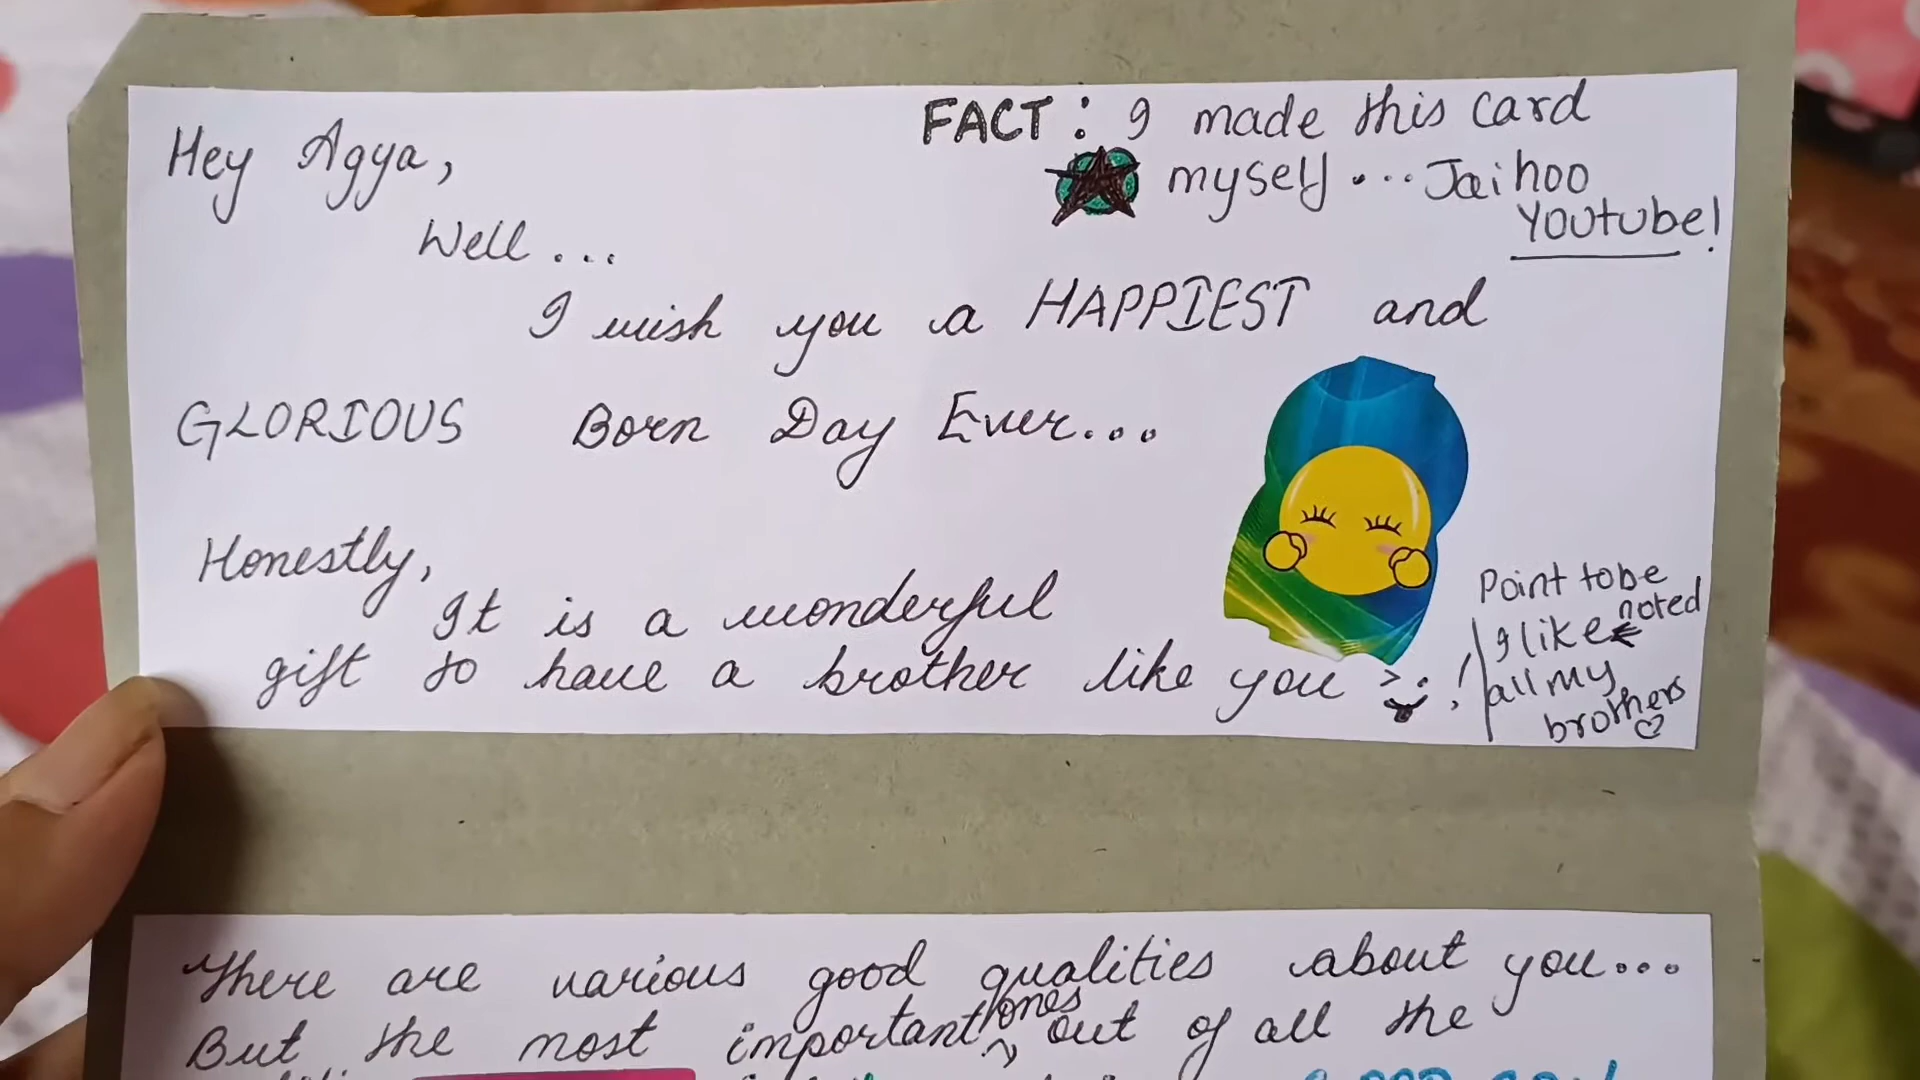 Hey Agya,
FACT: I made this card
myself... Jai hoo
YOUtube!
Well...
I wish you a HAPPIEST and
GLORIOUS Born Day Ever...
Honestly,
It is a wonderful
gift to have a brother like you
Point to be
noted
I like
all my
brothers
There are various good qualities about you...
But the most important ones out of all the